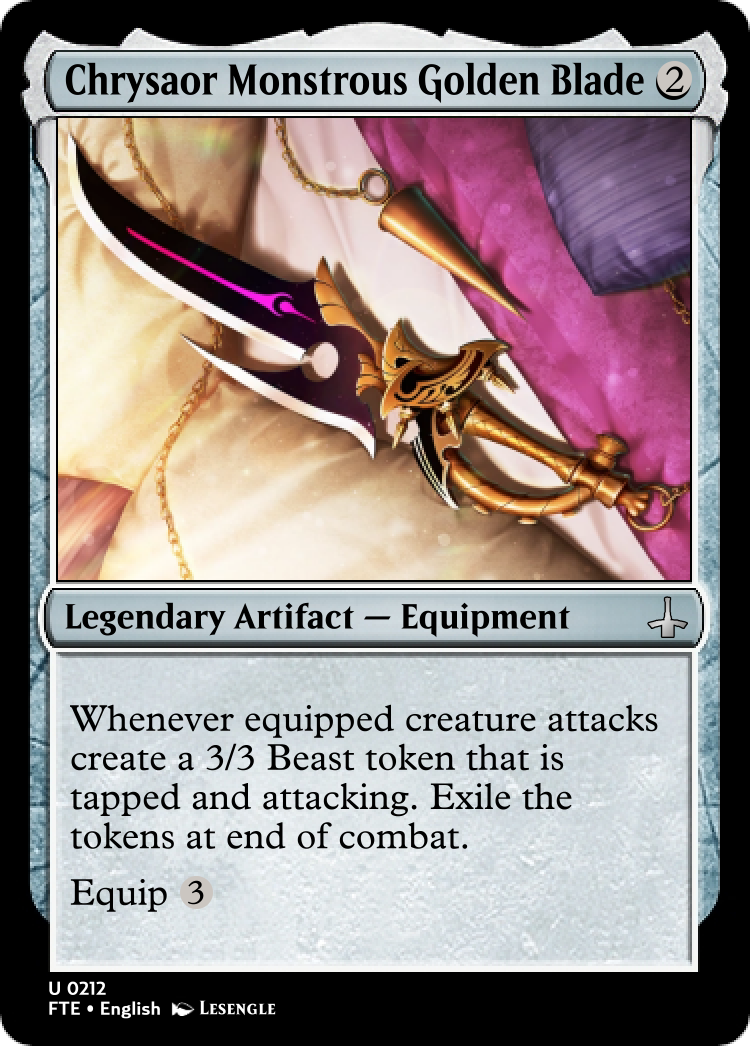 Chrysaor Monstrous Golden Blade 2
Legendary Artifact — Equipment
Whenever equipped creature attacks
create a 3/3 Beast token that is
tapped and attacking. Exile the
tokens at end of combat.
Equip 3
U 0212
FTE • English Lesengle